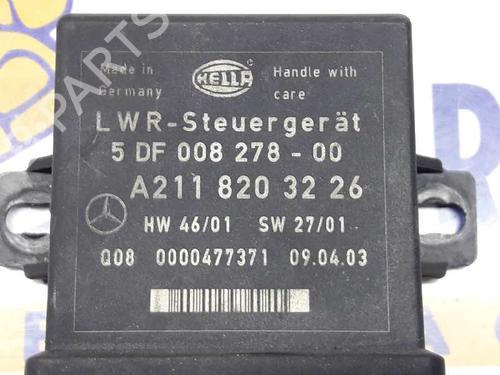 Made in
Germany
HELLA
Handle with
care
LWR-Steuergerät
5 DF 008 278 - 00
A211 820 32 26
HW 46/01 SW 27/01
Q08 0000477371 09.04.03